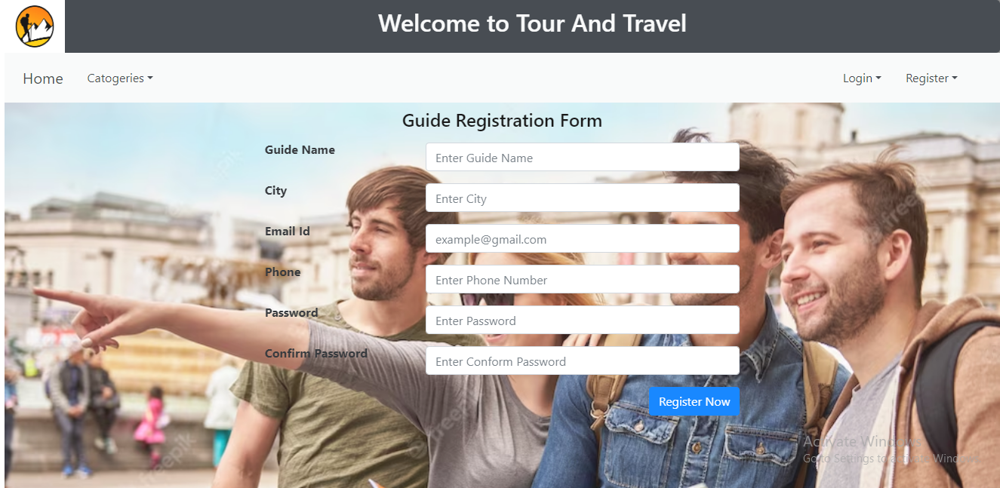 Welcome to Tour And Travel
Home Catogeries Login Register
Guide Registration Form
Guide Name Enter Guide Name
City Enter City
Email Id example@gmail.com
Phone Enter Phone Number
Password Enter Password
Confirm Password Enter Conform Password
Register Now
Activate Windows
Go to Settings to activate Windows.
freepik